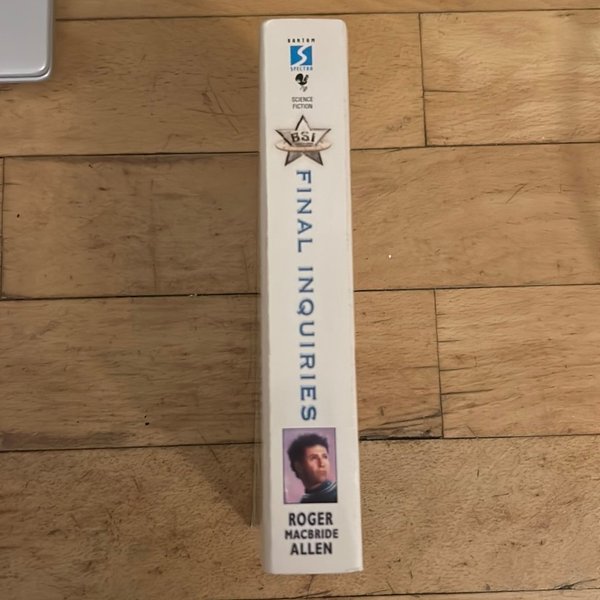 BANTAM
SPECTRA
SCIENCE
FICTION
BSI
FINAL INQUIRIES
ROGER
MACBRIDE
ALLEN